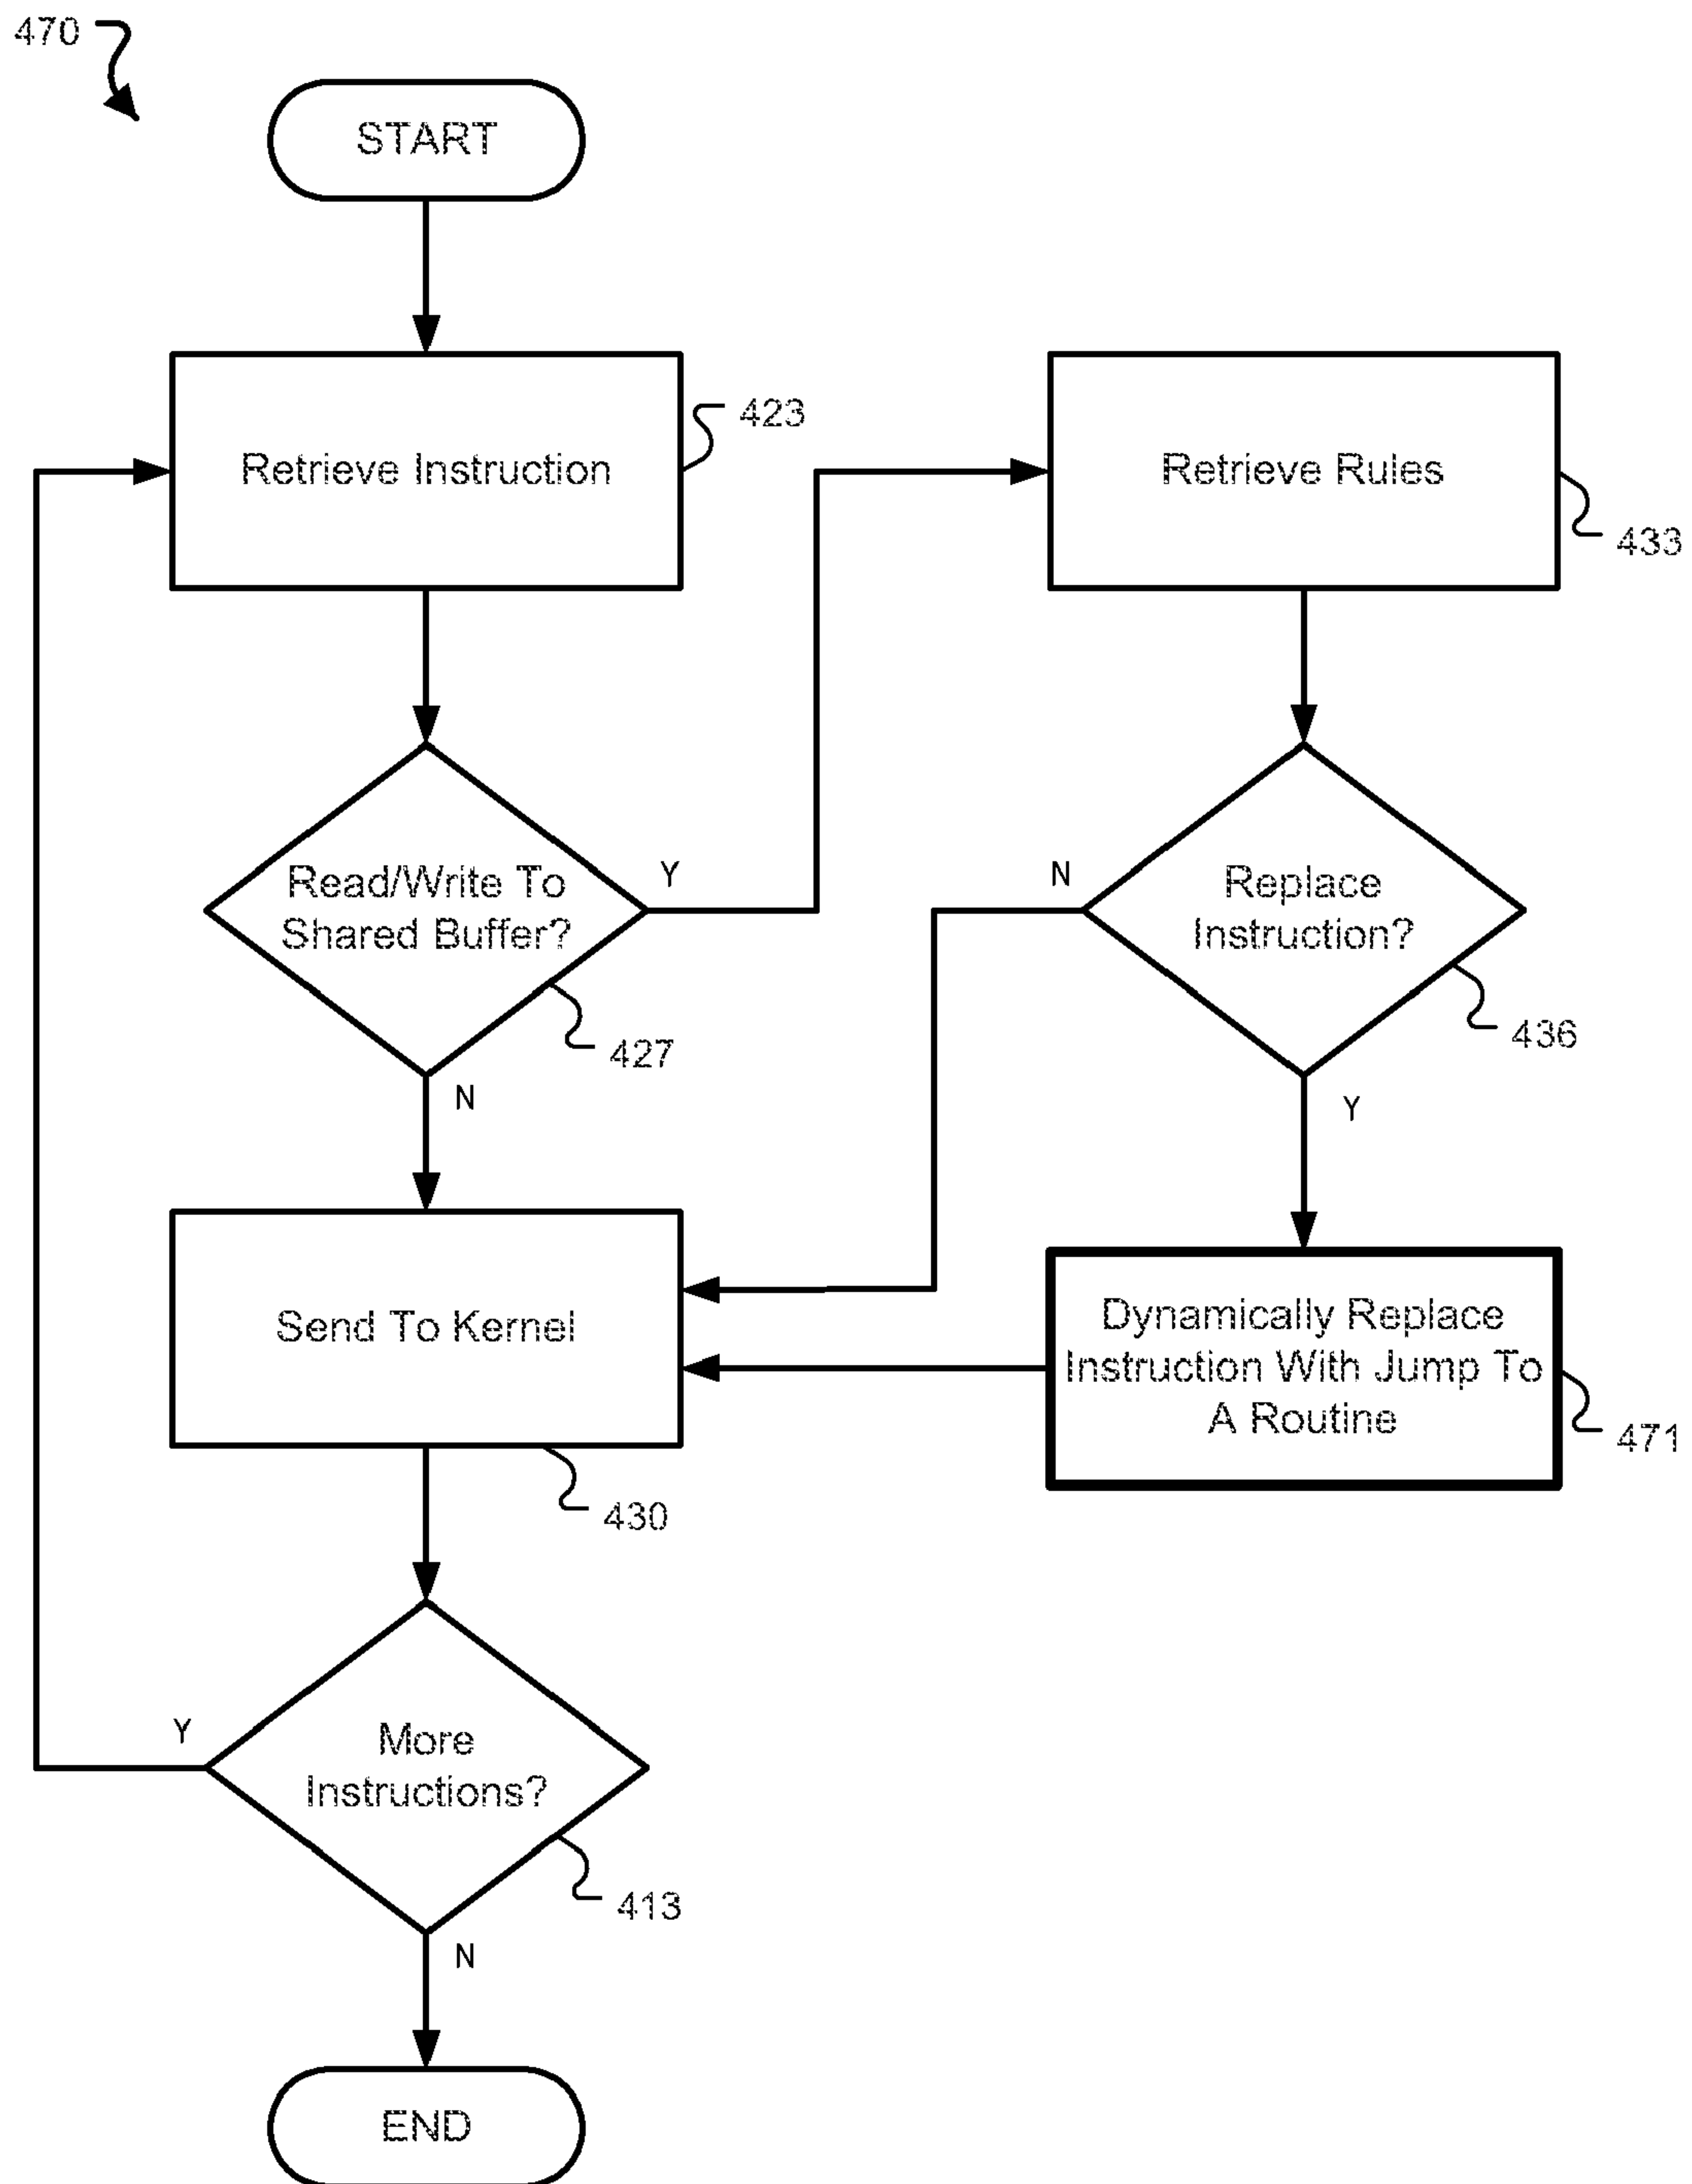 470
START
Retrieve Instruction
423
Retrieve Rules
433
Read/Write To
Shared Buffer?
Y
427
N
Replace
Instruction?
N
436
Y
Send To Kernel
430
Dynamically Replace
Instruction With Jump To
A Routine
471
More
Instructions?
Y
413
N
END